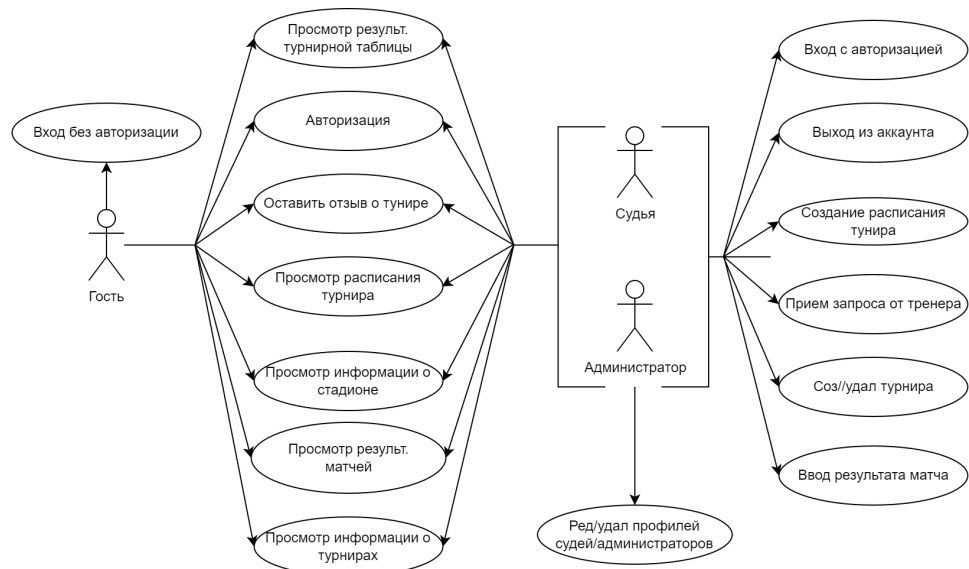 Просмотр результ.
турнирной таблицы
Вход с авторизацией
Вход без авторизации
Авторизация
Выход из аккаунта
Судья
Оставить отзыв о тунире
Создание расписания
тунира
Гость
Просмотр расписания
турнира
Прием запроса от тренера
Администратор
Просмотр информации о
стадионе
Соз//удал турнира
Просмотр результ.
матчей
Ввод результата матча
Ред/удал профилей
судей/администраторов
Просмотр информации о
турнирах